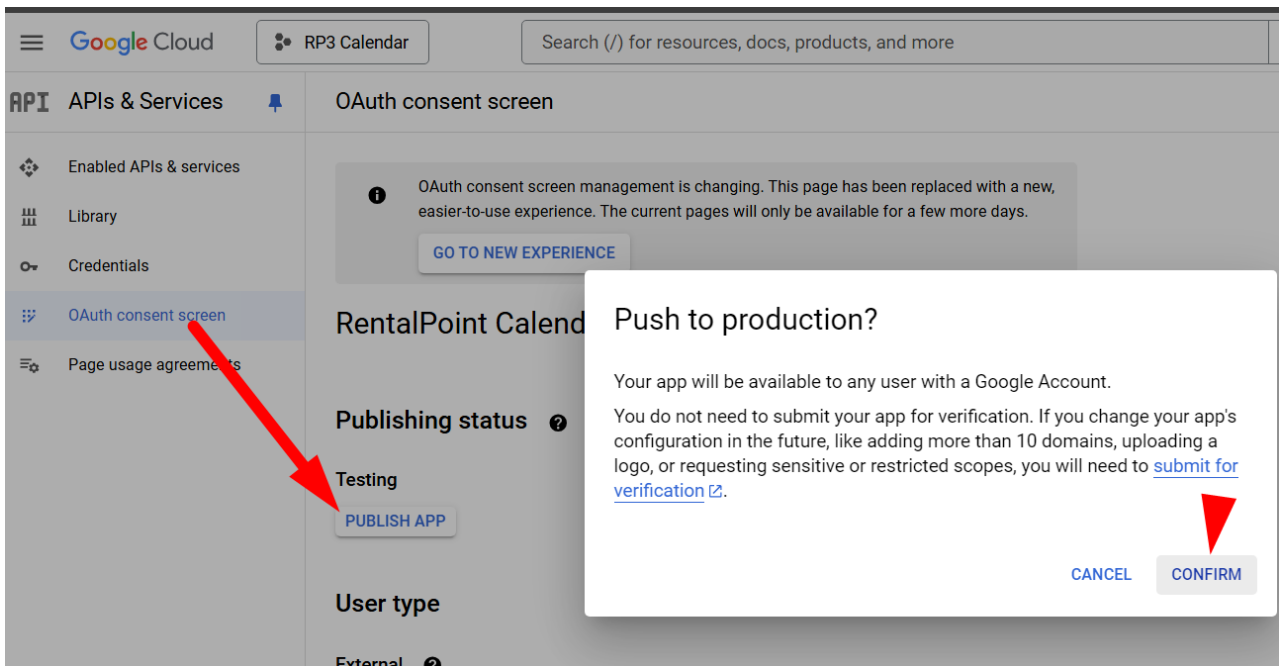 Google Cloud
RP3 Calendar
Search (/) for resources, docs, products, and more
API APIs & Services
OAuth consent screen
Enabled APIs & services
Library
Credentials
OAuth consent screen
Page usage agreements
OAuth consent screen management is changing. This page has been replaced with a new,
easier-to-use experience. The current pages will only be available for a few more days.
GO TO NEW EXPERIENCE
RentalPoint Calend
Publishing status
Testing
PUBLISH APP
User type
External
Push to production?
Your app will be available to any user with a Google Account.
You do not need to submit your app for verification. If you change your app's
configuration in the future, like adding more than 10 domains, uploading a
logo, or requesting sensitive or restricted scopes, you will need to submit for
verification.
CANCEL
CONFIRM